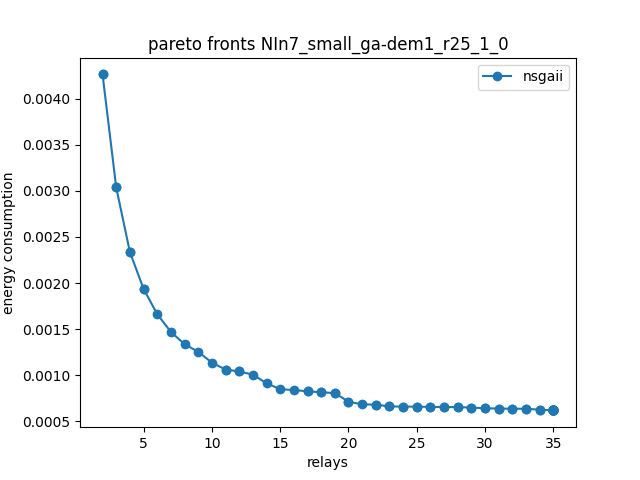 pareto fronts NIn7_small_ga-dem1_r25_1_0
nsgaii
energy consumption
0.0040
0.0035
0.0030
0.0025
0.0020
0.0015
0.0010
0.0005
5 10 15 20 25 30 35
relays